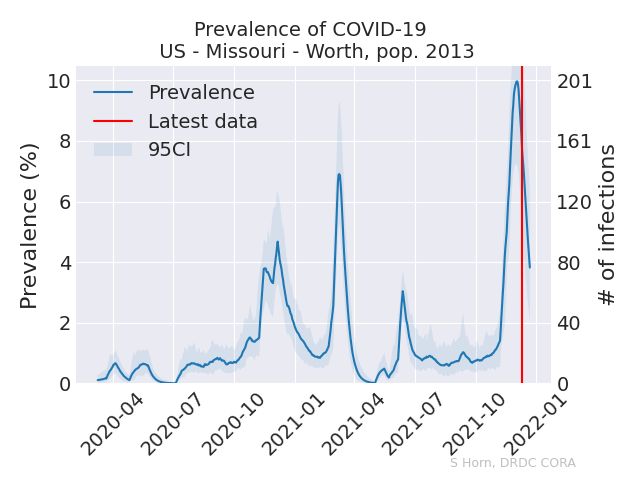 Prevalence of COVID-19
US - Missouri - Worth, pop. 2013
Prevalence
Latest data
95CI
Prevalence (%)
10
8
6
4
2
0
201
161
120
80
40
0
# of infections
2020-04
2020-07
2020-10
2021-01
2021-04
2021-07
2021-10
2022-01
S Horn, DRDC CORA